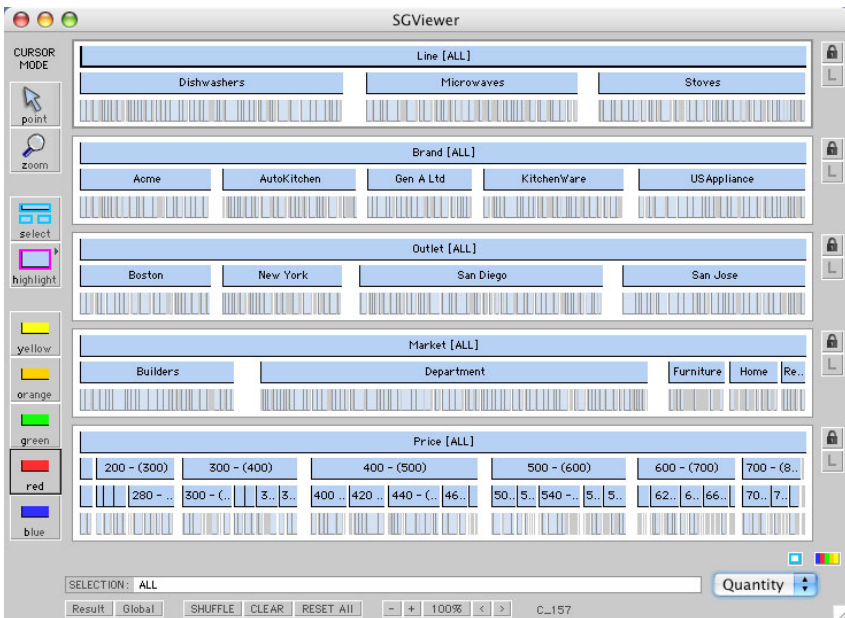 SGViewer
CURSOR
MODE
point
zoom
select
highlight
yellow
orange
green
red
blue
Line [ALL]
Dishwashers Microwaves Stoves
L
Brand [ALL]
Acme AutoKitchen Gen A Ltd KitchenWare USAppliance
L
Outlet [ALL]
Boston New York San Diego San Jose
L
Market [ALL]
Builders Department Furniture Home Re..
L
Price [ALL]
200 - (300) 300 - (400) 400 - (500) 500 - (600) 600 - (700) 700 - (8..
L
280 - .. 300 - (.. 3.. 3.. 400 .. 420 .. 440 - (.. 46.. 50.. 5.. 540 - .. 5.. 5.. 62.. 6.. 66.. 70.. 7..
SELECTION: ALL
Quantity
Result Global SHUFFLE CLEAR RESET All - + 100% < > C_157